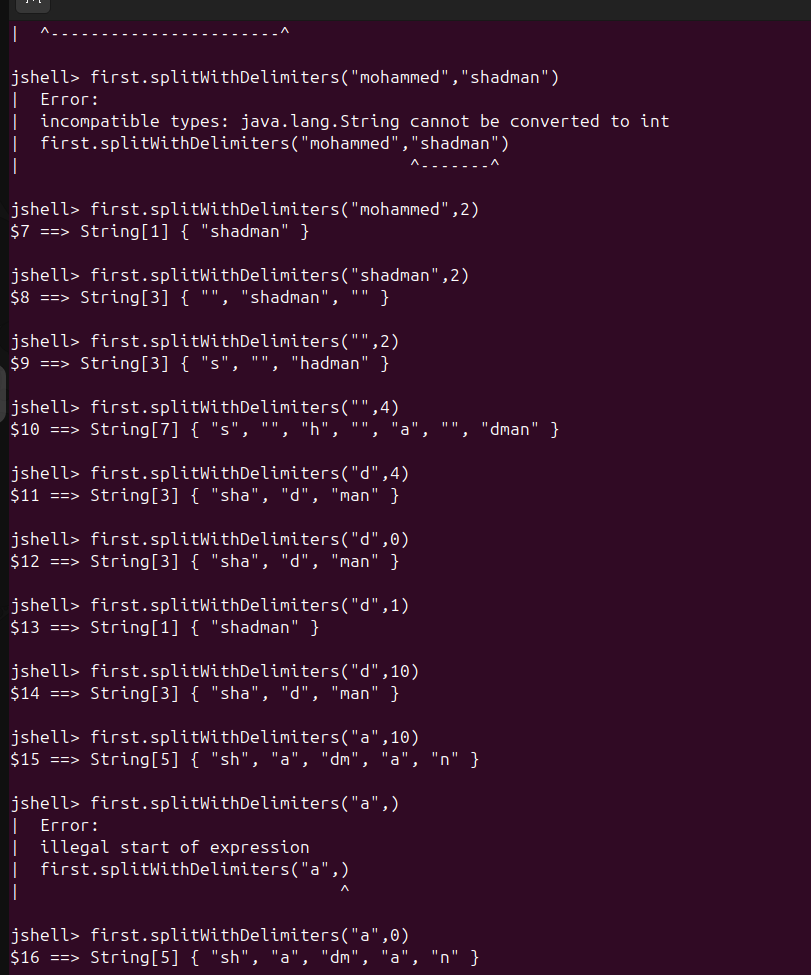 |  ^-----------------------^
jshell> first.splitWithDelimiters("mohammed","shadman")
|  Error:
|  incompatible types: java.lang.String cannot be converted to int
|  first.splitWithDelimiters("mohammed","shadman")
|                                       ^-------^
jshell> first.splitWithDelimiters("mohammed",2)
$7 ==> String[1] { "shadman" }
jshell> first.splitWithDelimiters("shadman",2)
$8 ==> String[3] { "", "shadman", "" }
jshell> first.splitWithDelimiters("",2)
$9 ==> String[3] { "s", "", "hadman" }
jshell> first.splitWithDelimiters("",4)
$10 ==> String[7] { "s", "", "h", "", "a", "", "dman" }
jshell> first.splitWithDelimiters("d",4)
$11 ==> String[3] { "sha", "d", "man" }
jshell> first.splitWithDelimiters("d",0)
$12 ==> String[3] { "sha", "d", "man" }
jshell> first.splitWithDelimiters("d",1)
$13 ==> String[1] { "shadman" }
jshell> first.splitWithDelimiters("d",10)
$14 ==> String[3] { "sha", "d", "man" }
jshell> first.splitWithDelimiters("a",10)
$15 ==> String[5] { "sh", "a", "dm", "a", "n" }
jshell> first.splitWithDelimiters("a",)
|  Error:
|  illegal start of expression
|  first.splitWithDelimiters("a",)
|                                ^
jshell> first.splitWithDelimiters("a",0)
$16 ==> String[5] { "sh", "a", "dm", "a", "n" }